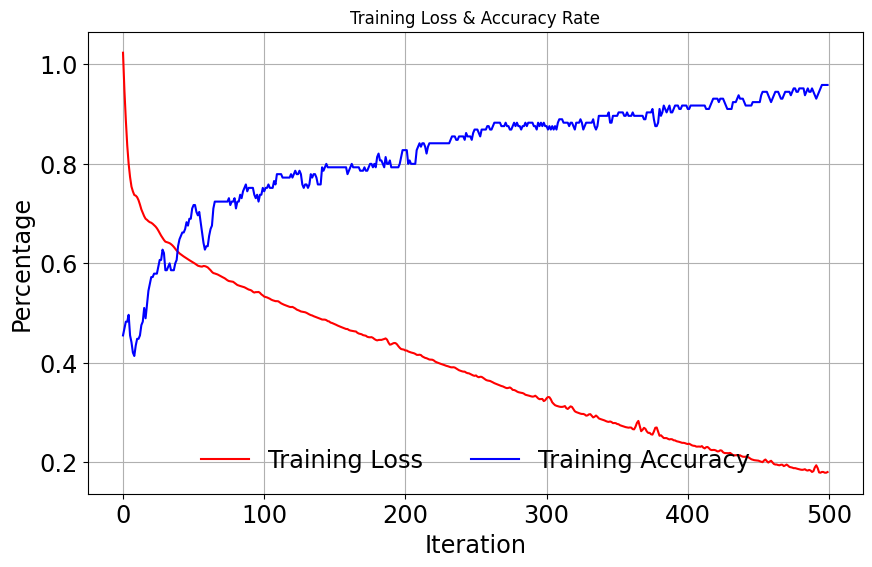 Training Loss & Accuracy Rate
1.0
0.8
0.6
0.4
0.2
Percentage
Training Loss Training Accuracy
0 100 200 300 400 500
Iteration